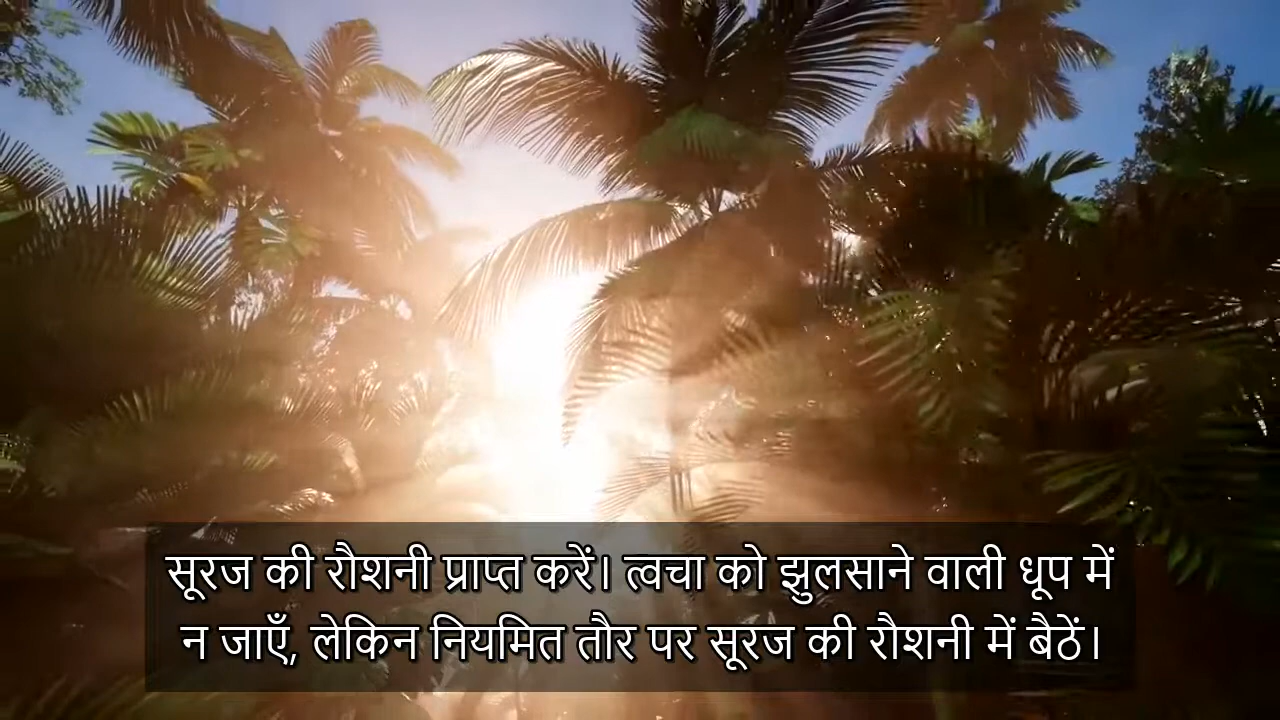 सूरज की रौशनी प्राप्त करें। त्वचा को झुलसाने वाली धूप में
न जाएँ, लेकिन नियमित तौर पर सूरज की रौशनी में बैठें।